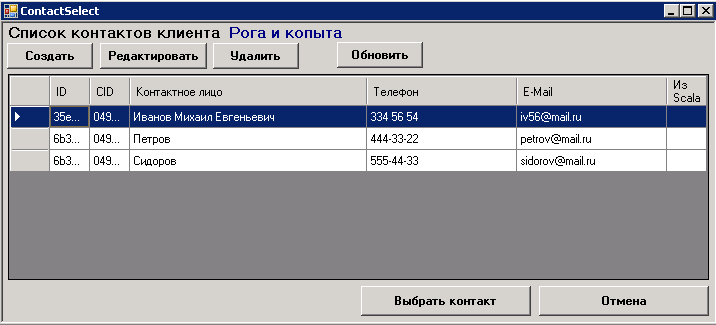 ContactSelect
Список контактов клиента Рога и копыта
Создать Редактировать Удалить Обновить
ID CID Контактное лицо Телефон E-Mail Из Scala
35e... 049... Иванов Михаил Евгеньевич 334 56 54 iv56@mail.ru
6b3... 049... Петров 444-33-22 petrov@mail.ru
6b3... 049... Сидоров 555-44-33 sidorov@mail.ru
Выбрать контакт Отмена